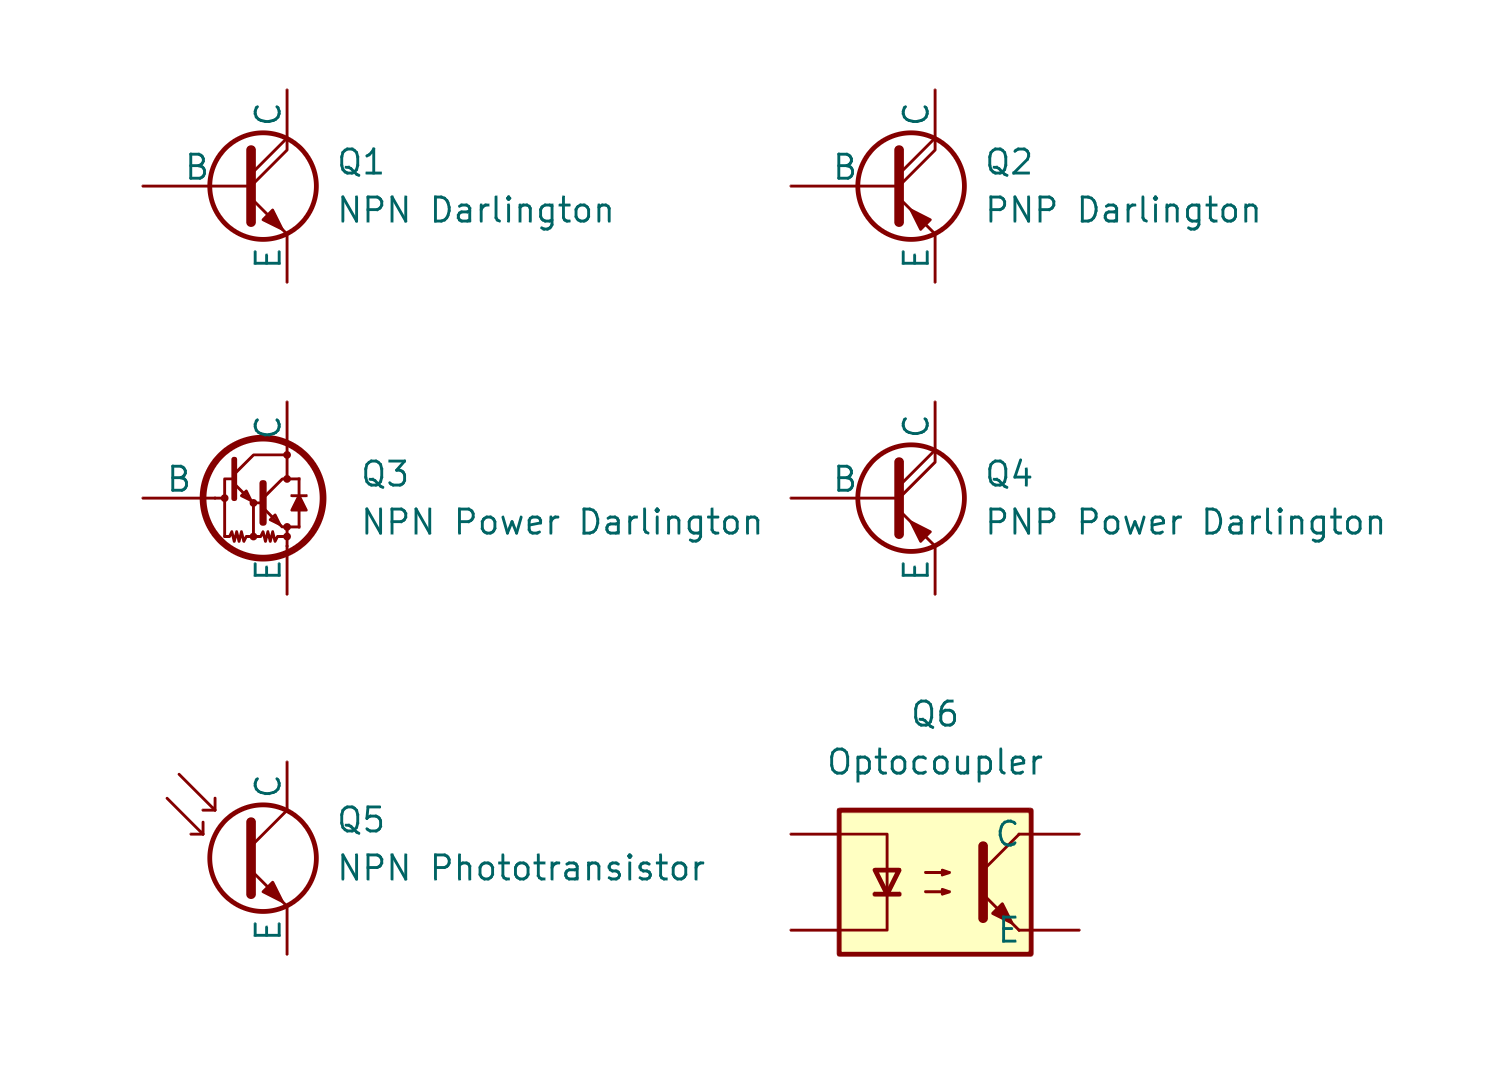 C
B
Q1
NPN Darlington
E
C
B
Q2
PNP Darlington
E
C
B
Q3
NPN Power Darlington
E
C
B
Q4
PNP Power Darlington
E
C
Q5
NPN Phototransistor
E
Q6
Optocoupler
C
E